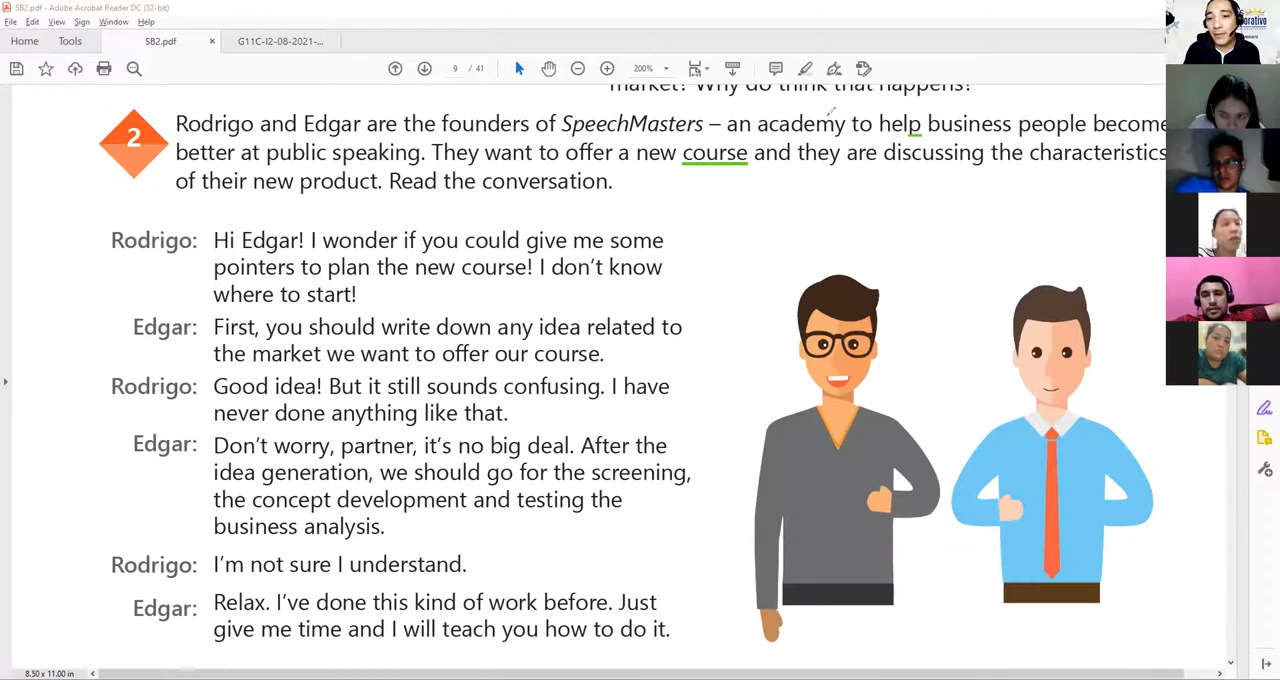 SB2.pdf - Adobe Acrobat Reader DC (32-bit)
File Edit View Sign Window Help
Home Tools SB2.pdf × G11C-I2-08-2021-...
9 / 41 200%
market? Why do think that happens?
2
Rodrigo and Edgar are the founders of SpeechMasters – an academy to help business people become
better at public speaking. They want to offer a new course and they are discussing the characteristics
of their new product. Read the conversation.
Rodrigo: Hi Edgar! I wonder if you could give me some
pointers to plan the new course! I don't know
where to start!
Edgar: First, you should write down any idea related to
the market we want to offer our course.
Rodrigo: Good idea! But it still sounds confusing. I have
never done anything like that.
Edgar: Don't worry, partner, it's no big deal. After the
idea generation, we should go for the screening,
the concept development and testing the
business analysis.
Rodrigo: I'm not sure I understand.
Edgar: Relax. I've done this kind of work before. Just
give me time and I will teach you how to do it.
8.50 x 11.00 in